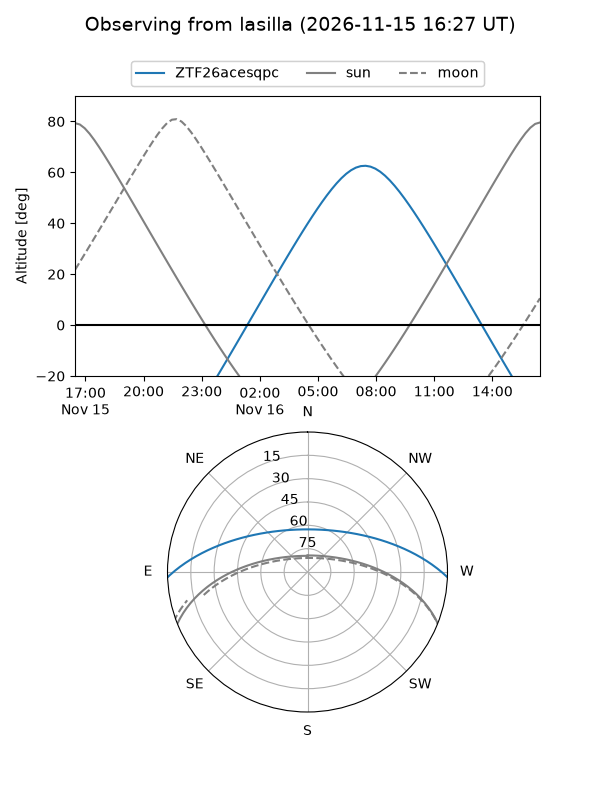 Observing from lasilla (2026-11-15 16:27 UT)
ZTF26acesqpc sun moon
Altitude [deg]
80
60
40
20
0
−20
17:00 20:00 23:00 02:00 05:00 08:00 11:00 14:00
Nov 15 Nov 16
N
NE NW
15
30
45
60
75
E W
SE SW
S